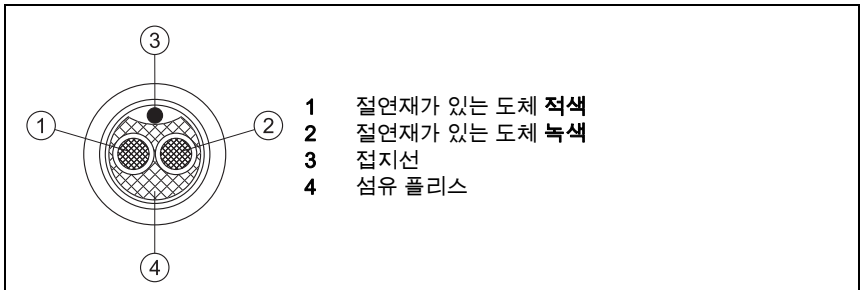 3
1
2
4
1 절연재가 있는 도체 적색
2 절연재가 있는 도체 녹색
3 접지선
4 섬유 플리스